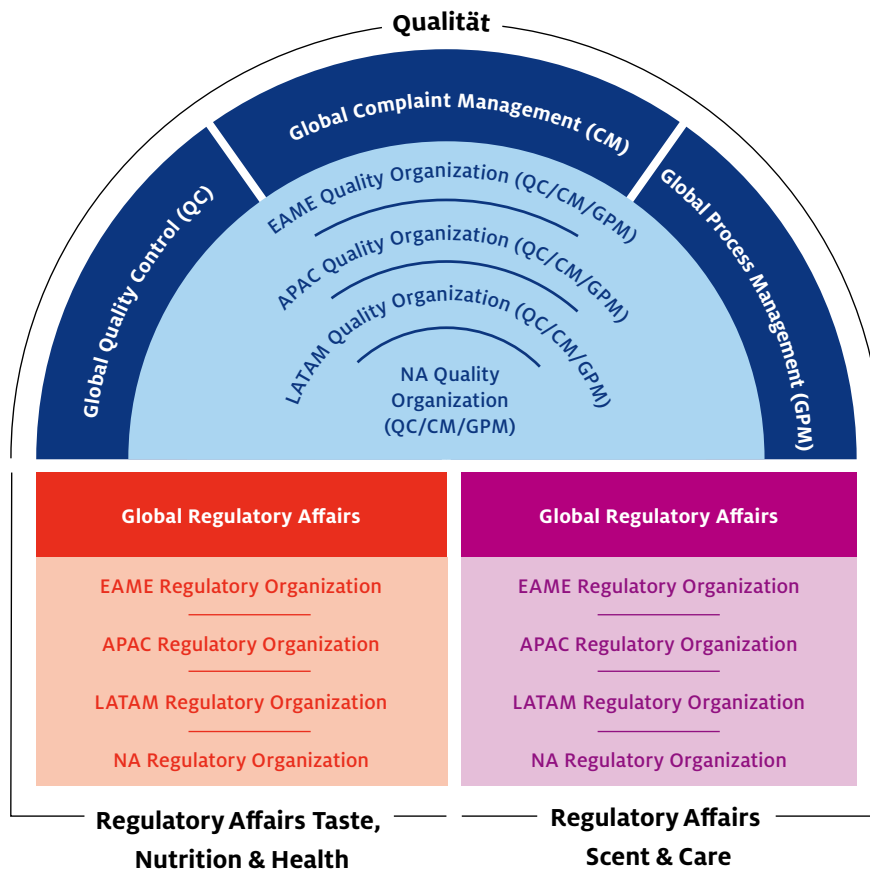 Qualität
Global Complaint Management (CM)
Global Quality Control (QC)
Global Process Management (GPM)
EAME Quality Organization (QC/CM/GPM)
APAC Quality Organization (QC/CM/GPM)
LATAM Quality Organization (QC/CM/GPM)
NA Quality
Organization
(QC/CM/GPM)
Global Regulatory Affairs
EAME Regulatory Organization
APAC Regulatory Organization
LATAM Regulatory Organization
NA Regulatory Organization
Regulatory Affairs Taste,
Nutrition & Health
Global Regulatory Affairs
EAME Regulatory Organization
APAC Regulatory Organization
LATAM Regulatory Organization
NA Regulatory Organization
Regulatory Affairs
Scent & Care